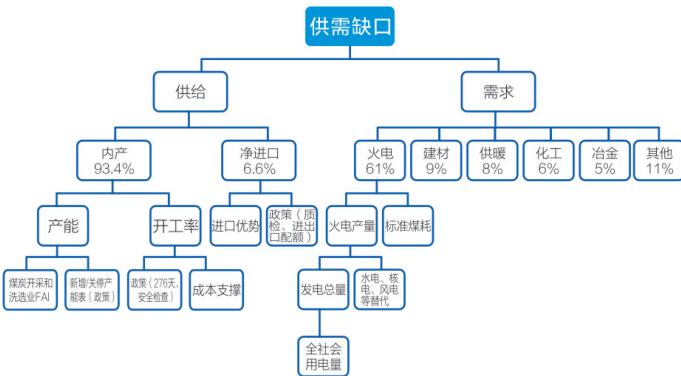 供需缺口
供给
需求
内产
93.4%
净进口
6.6%
火电
61%
建材
9%
供暖
8%
化工
6%
冶金
5%
其他
11%
产能
开工率
进口优势
政策（质
检、进出
口配额）
火电产量
标准煤耗
煤炭开采和
洗选业FAI
新增/关停产
能表（政策）
政策（276天、
安全检查）
成本支撑
发电总量
水电、核
电、风电
等替代
全社会
用电量